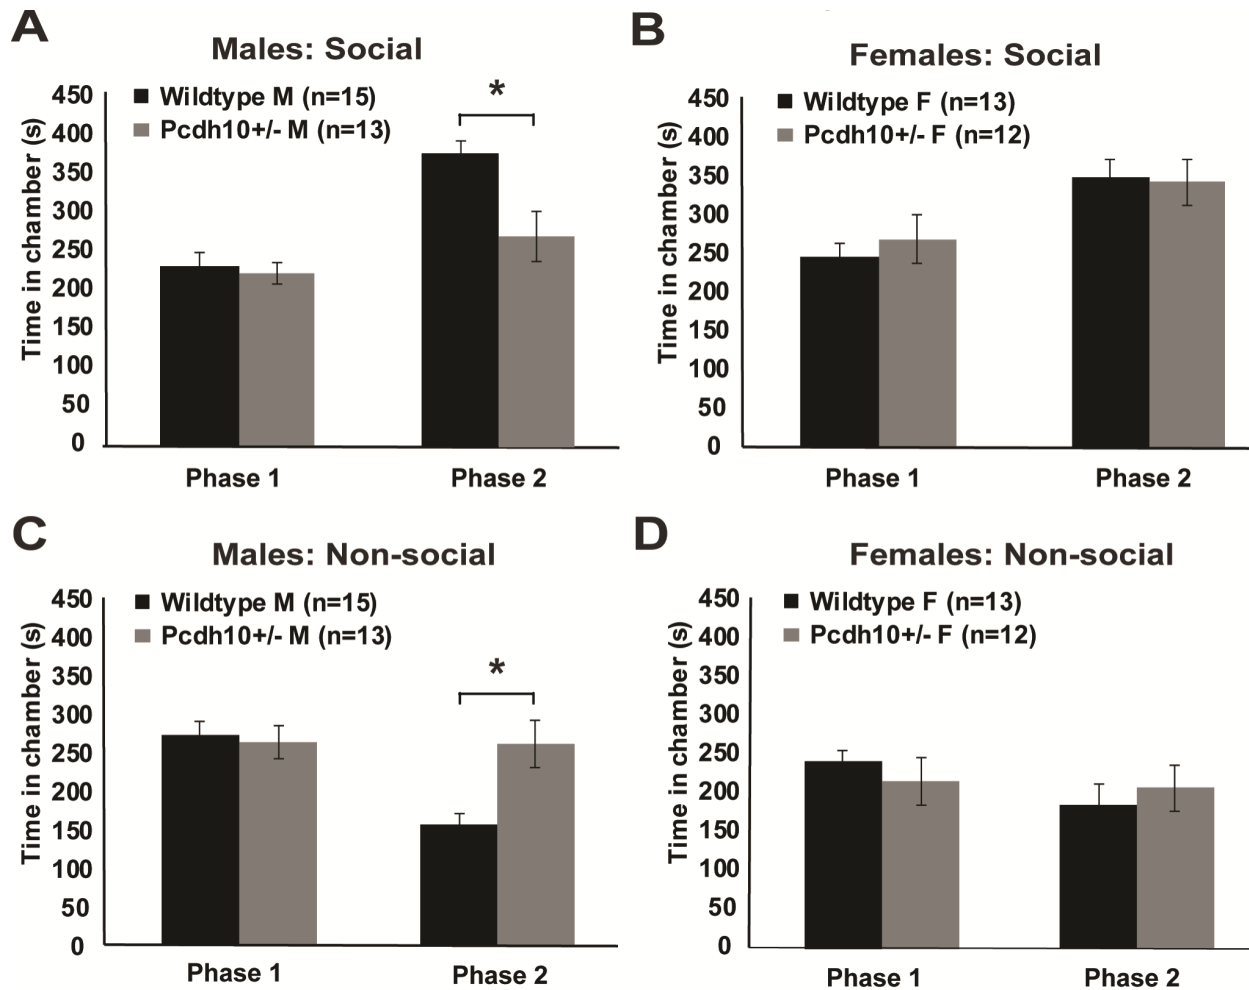 A
Males: Social
Wildtype M (n=15)
Pcdh10+/- M (n=13)
*
Time in chamber (s)
450
400
350
300
250
200
150
100
50
0
Phase 1
Phase 2
B
Females: Social
Wildtype F (n=13)
Pcdh10+/- F (n=12)
Time in chamber (s)
450
400
350
300
250
200
150
100
50
0
Phase 1
Phase 2
C
Males: Non-social
Wildtype M (n=15)
Pcdh10+/- M (n=13)
*
Time in chamber (s)
450
400
350
300
250
200
150
100
50
0
Phase 1
Phase 2
D
Females: Non-social
Wildtype F (n=13)
Pcdh10+/- F (n=12)
Time in chamber (s)
450
400
350
300
250
200
150
100
50
0
Phase 1
Phase 2